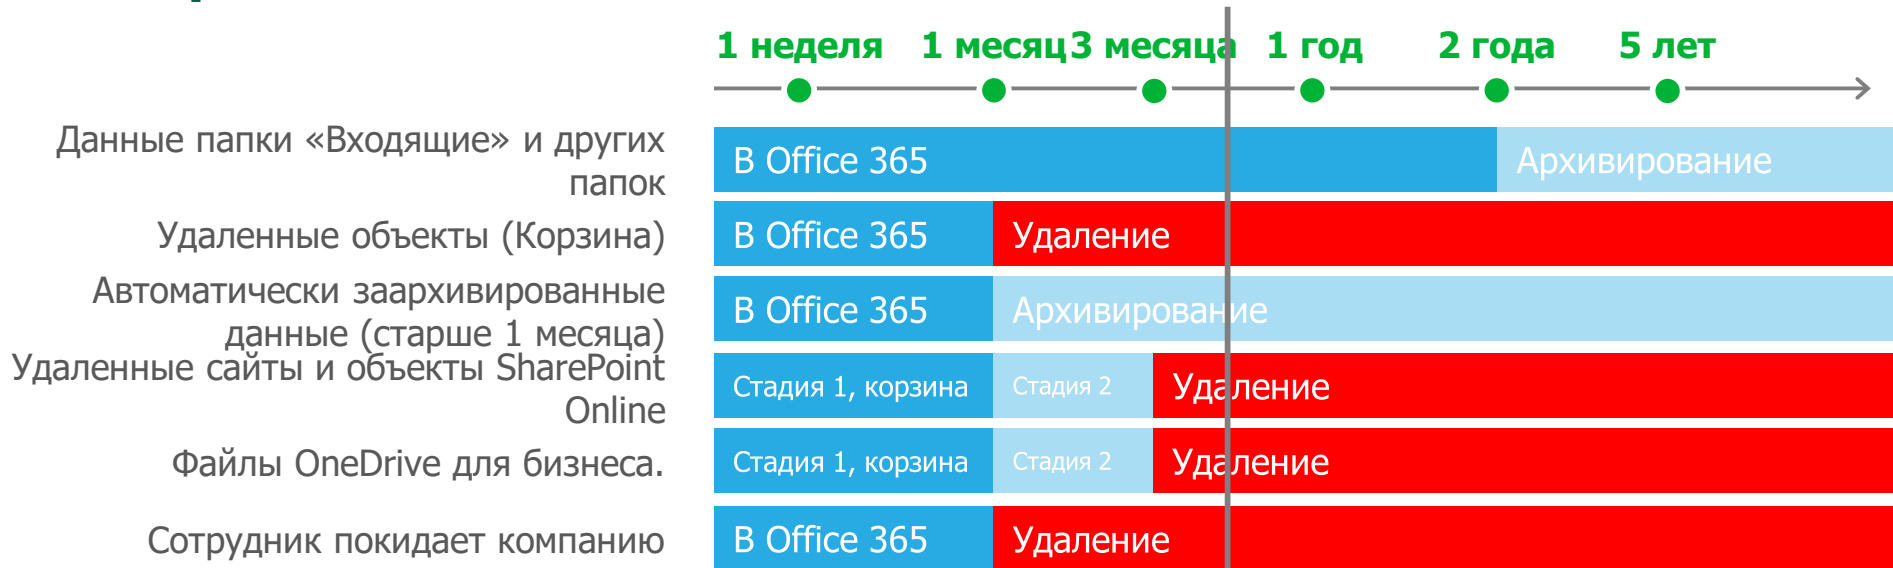 1 неделя 1 месяц 3 месяца 1 год 2 года 5 лет
Данные папки «Входящие» и других
папок
В Office 365 Архивирование
Удаленные объекты (Корзина)
В Office 365 Удаление
Автоматически заархивированные
данные (старше 1 месяца)
В Office 365 Архивирование
Удаленные сайты и объекты SharePoint
Online
Стадия 1, корзина Стадия 2 Удаление
Файлы OneDrive для бизнеса.
Стадия 1, корзина Стадия 2 Удаление
Сотрудник покидает компанию
В Office 365 Удаление